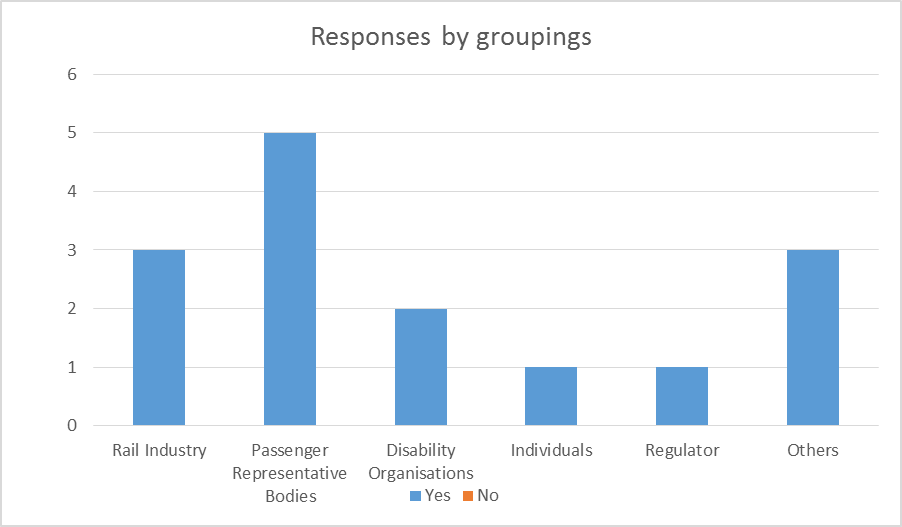 Responses by groupings
6
5
4
3
2
1
0
Rail Industry
Passenger
Representative
Bodies
Disability
Organisations
Individuals
Regulator
Others
Yes
No